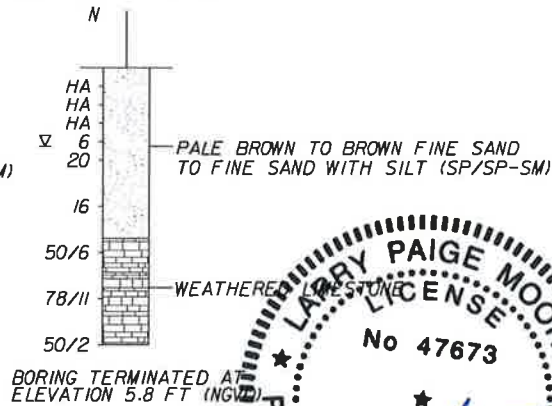 N
HA
HA
HA
6
20
16
50/6
78/11
50/2
PALE BROWN TO BROWN FINE SAND
TO FINE SAND WITH SILT (SP/SP-SM)
WEATHERED LIMESTONE
BORING TERMINATED AT
ELEVATION 5.8 FT (NGVD)
LARRY PAIGE
LICENSE
No 47673